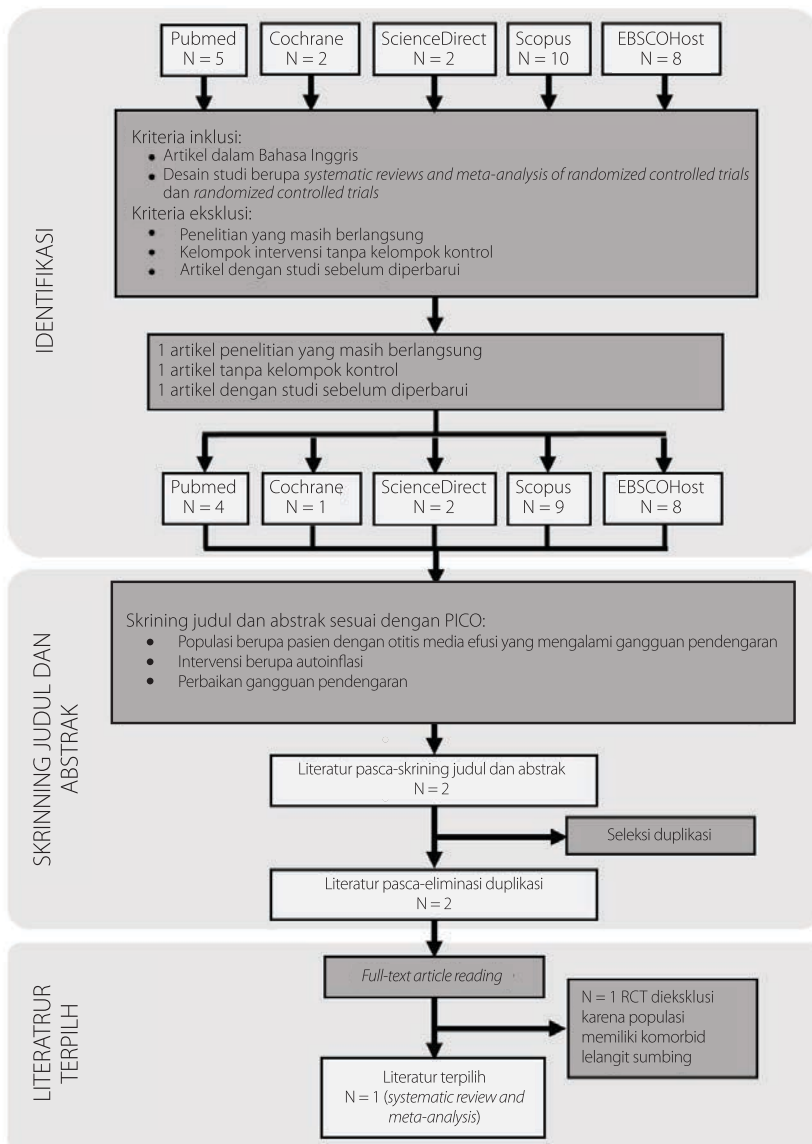 Pubmed
N = 5
Cochrane
N = 2
ScienceDirect
N = 2
Scopus
N = 10
EBSCOHost
N = 8
IDENTIFIKASI
Kriteria inklusi:
• Artikel dalam Bahasa Inggris
• Desain studi berupa systematic reviews and meta-analysis of randomized controlled trials
dan randomized controlled trials
Kriteria eksklusi:
• Penelitian yang masih berlangsung
• Kelompok intervensi tanpa kelompok kontrol
• Artikel dengan studi sebelum diperbarui
1 artikel penelitian yang masih berlangsung
1 artikel tanpa kelompok kontrol
1 artikel dengan studi sebelum diperbarui
Pubmed
N = 4
Cochrane
N = 1
ScienceDirect
N = 2
Scopus
N = 9
EBSCOHost
N = 8
SKRINNING JUDUL DAN
ABSTRAK
Skrining judul dan abstrak sesuai dengan PICO:
• Populasi berupa pasien dengan otitis media efusi yang mengalami gangguan pendengaran
• Intervensi berupa autoinflasi
• Perbaikan gangguan pendengaran
Literatur pasca-skrining judul dan abstrak
N = 2
Seleksi duplikasi
Literatur pasca-eliminasi duplikasi
N = 2
LITERATRUR
TERPILH
Full-text article reading
N = 1 RCT dieksklusi
karena populasi
memiliki komorbid
lelangit sumbing
Literatur terpilih
N = 1 (systematic review and
meta-analysis)